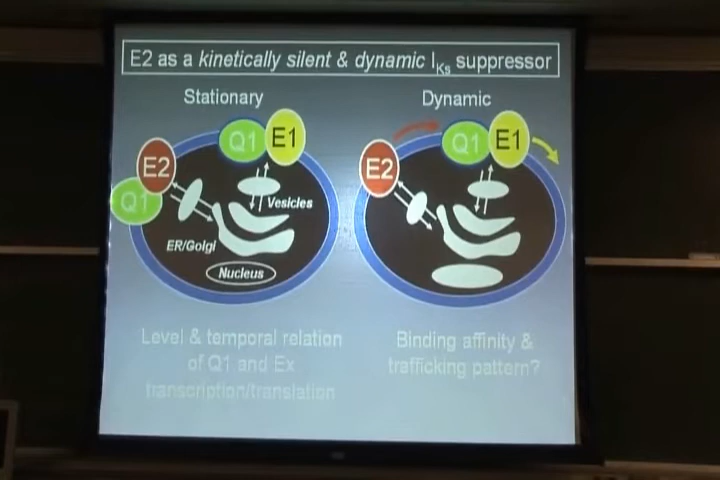 E2 as a kinetically silent & dynamic IKs suppressor
Stationary
Dynamic
Q1 E1
E2
Q1
Vesicles
ER/Golgi
Nucleus
Q1 E1
E2
Level & temporal relation
of Q1 and Ex
transcription/translation
Binding affinity &
trafficking pattern?